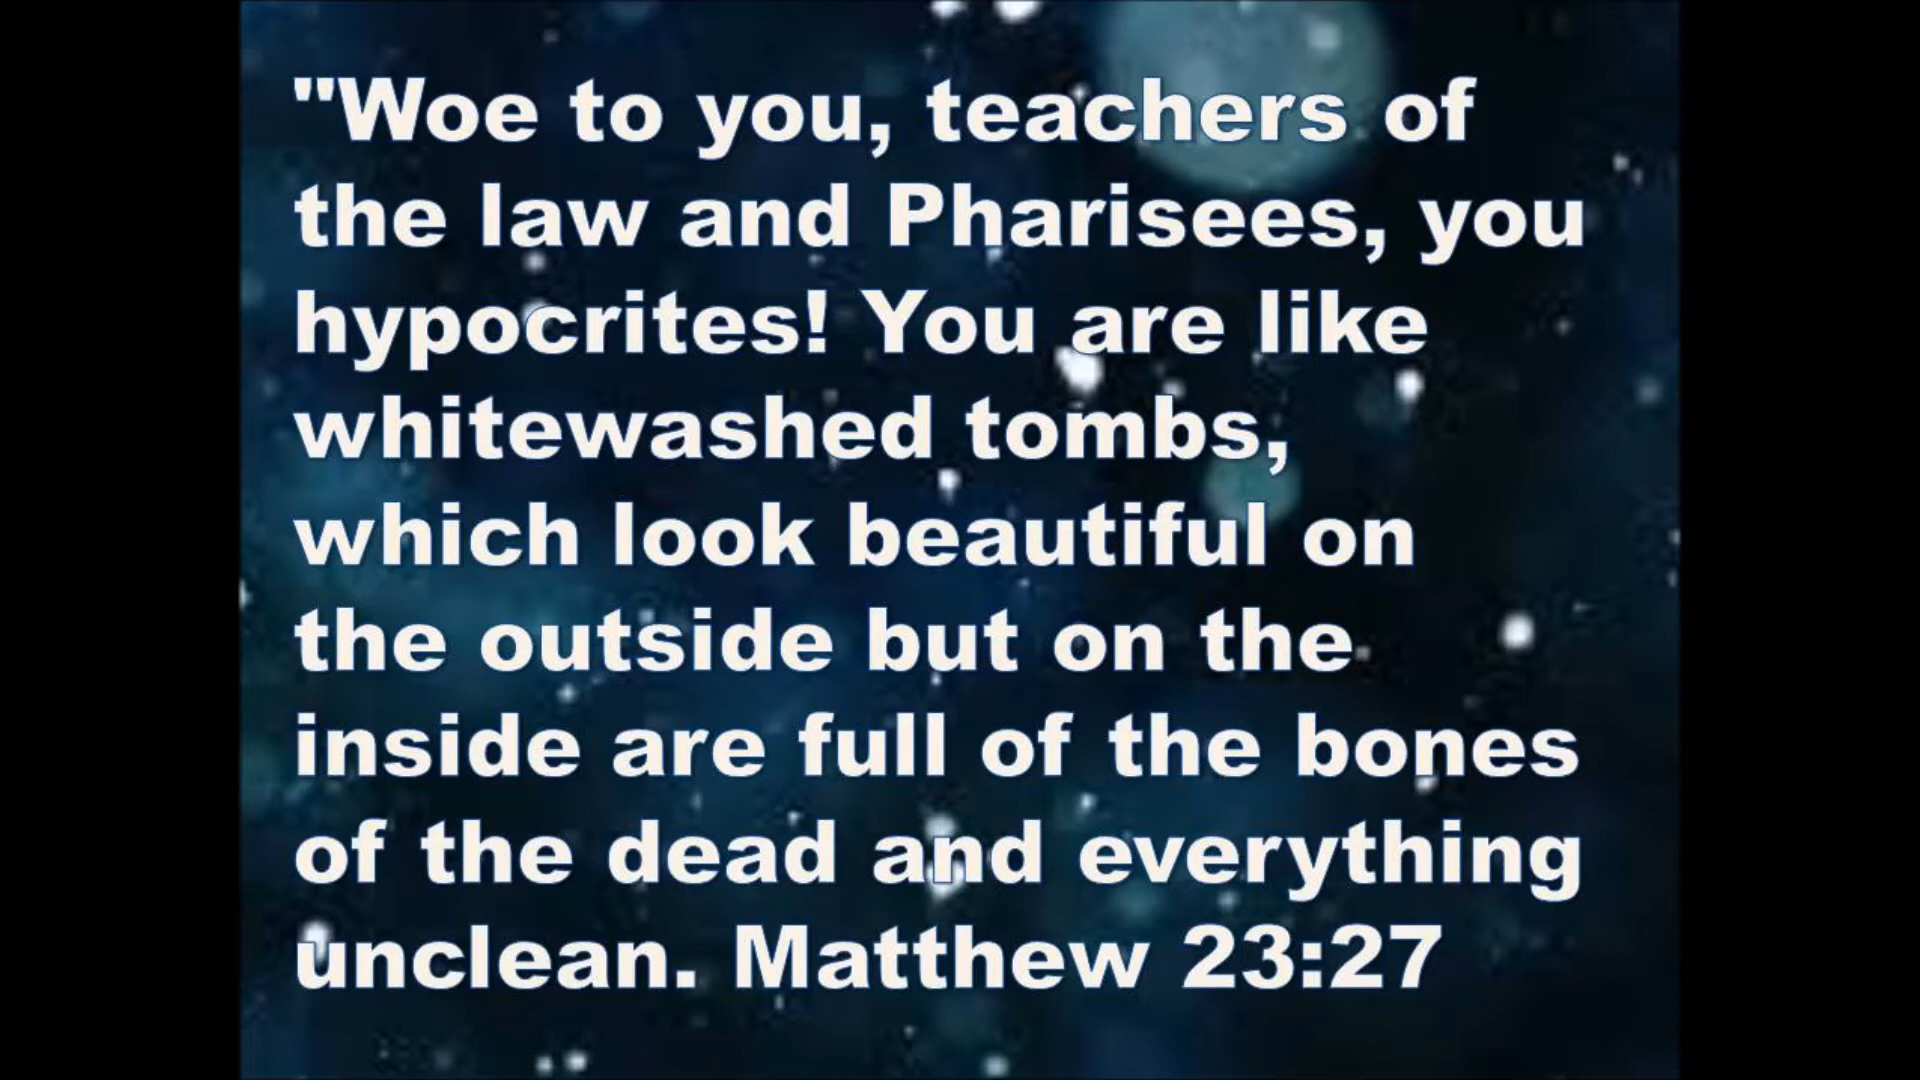 "Woe to you, teachers of
the law and Pharisees, you
hypocrites! You are like
whitewashed tombs,
which look beautiful on
the outside but on the
inside are full of the bones
of the dead and everything
unclean. Matthew 23:27